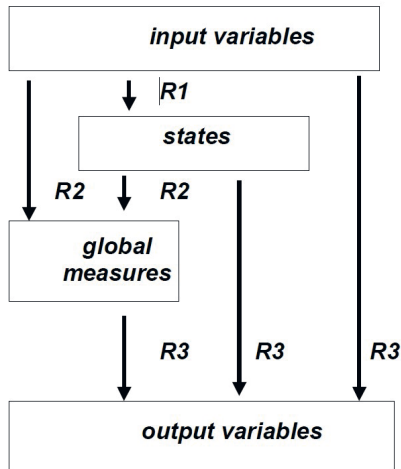 input variables
R1
states
R2 R2
global
measures
R3 R3 R3
output variables